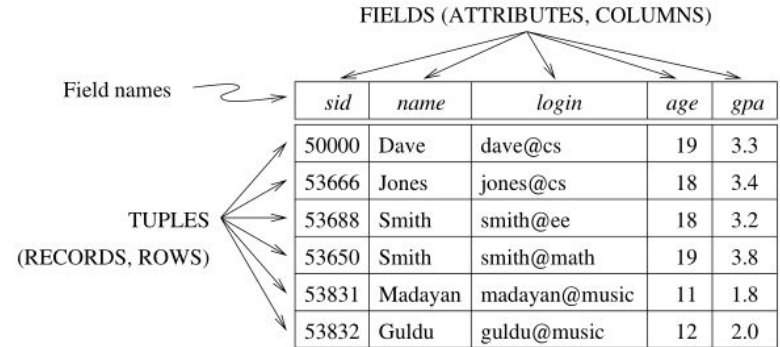 FIELDS (ATTRIBUTES, COLUMNS)
Field names
sid name login age gpa
50000 Dave dave@cs 19 3.3
53666 Jones jones@cs 18 3.4
53688 Smith smith@ee 18 3.2
53650 Smith smith@math 19 3.8
53831 Madayan madayan@music 11 1.8
53832 Guldu guldu@music 12 2.0
TUPLES
(RECORDS, ROWS)